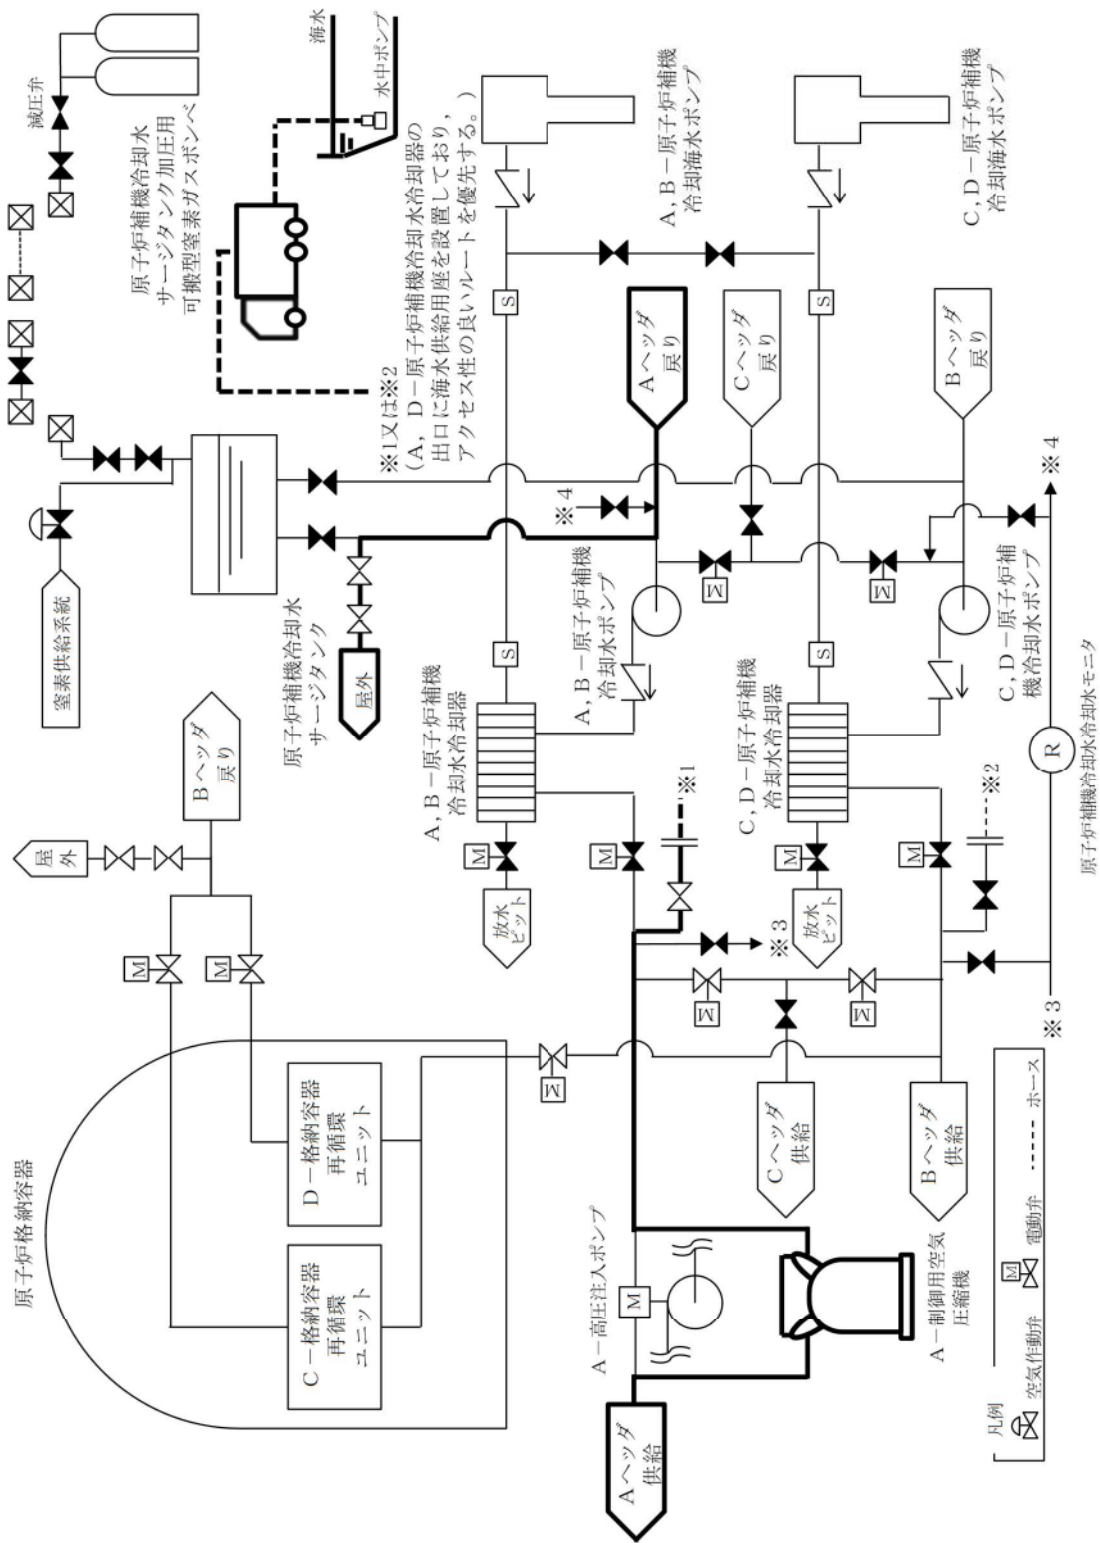 原子炉格納容器
C－格納容器
再循環
ユニット
D－格納容器
再循環
ユニット
M
M
屋外
Bヘッダ
戻り
窒素供給系統
原子炉補機冷却水
サージタンク
屋外
減圧弁
原子炉補機冷却水
サージタンク加圧用
可搬型窒素ガスボンベ
海水
水中ポンプ
※1又は※2
(A, D－原子炉補機冷却水冷却器の
出口に海水供給用座を設置しており,
アクセス性の良いルートを優先する。)
M
放水
ピット
M
A, B－原子炉補機
冷却水冷却器
S
S
A, B－原子炉補機
冷却海水ポンプ
Aヘッダ
供給
A－高圧注入ポンプ
M
M
※1
※3
A, B－原子炉補機
冷却水ポンプ
※4
Aヘッダ
戻り
M
M
Cヘッダ
戻り
Cヘッダ
供給
M
放水
ピット
M
C, D－原子炉補機
冷却水冷却器
S
S
C, D－原子炉補機
冷却海水ポンプ
A－制御用空気
圧縮機
Bヘッダ
供給
M
※2
M
C, D－原子炉補
機冷却水ポンプ
Bヘッダ
戻り
※3
R
※4
原子炉補機冷却水冷却水モニタ
凡例
空気作動弁
M
電動弁
ホース